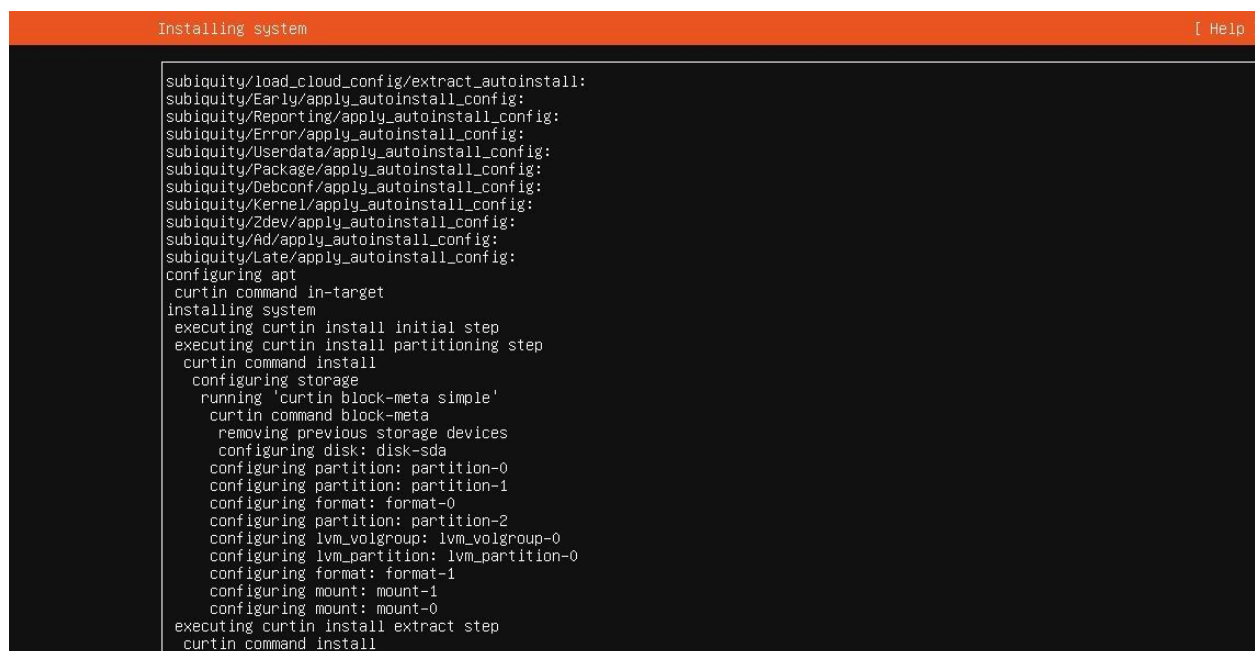 Installing system
[ Help
subiquity/load_cloud_config/extract_autoinstall:
subiquity/Early/apply_autoinstall_config:
subiquity/Reporting/apply_autoinstall_config:
subiquity/Error/apply_autoinstall_config:
subiquity/Userdata/apply_autoinstall_config:
subiquity/Package/apply_autoinstall_config:
subiquity/Debconf/apply_autoinstall_config:
subiquity/Kernel/apply_autoinstall_config:
subiquity/Zdev/apply_autoinstall_config:
subiquity/Ad/apply_autoinstall_config:
subiquity/Late/apply_autoinstall_config:
configuring apt
curtin command in-target
installing system
executing curtin install initial step
executing curtin install partitioning step
curtin command install
configuring storage
running 'curtin block-meta simple'
curtin command block-meta
removing previous storage devices
configuring disk: disk-sda
configuring partition: partition-0
configuring partition: partition-1
configuring format: format-0
configuring partition: partition-2
configuring lvm_volgroup: lvm_volgroup-0
configuring lvm_partition: lvm_partition-0
configuring format: format-1
configuring mount: mount-1
configuring mount: mount-0
executing curtin install extract step
curtin command install